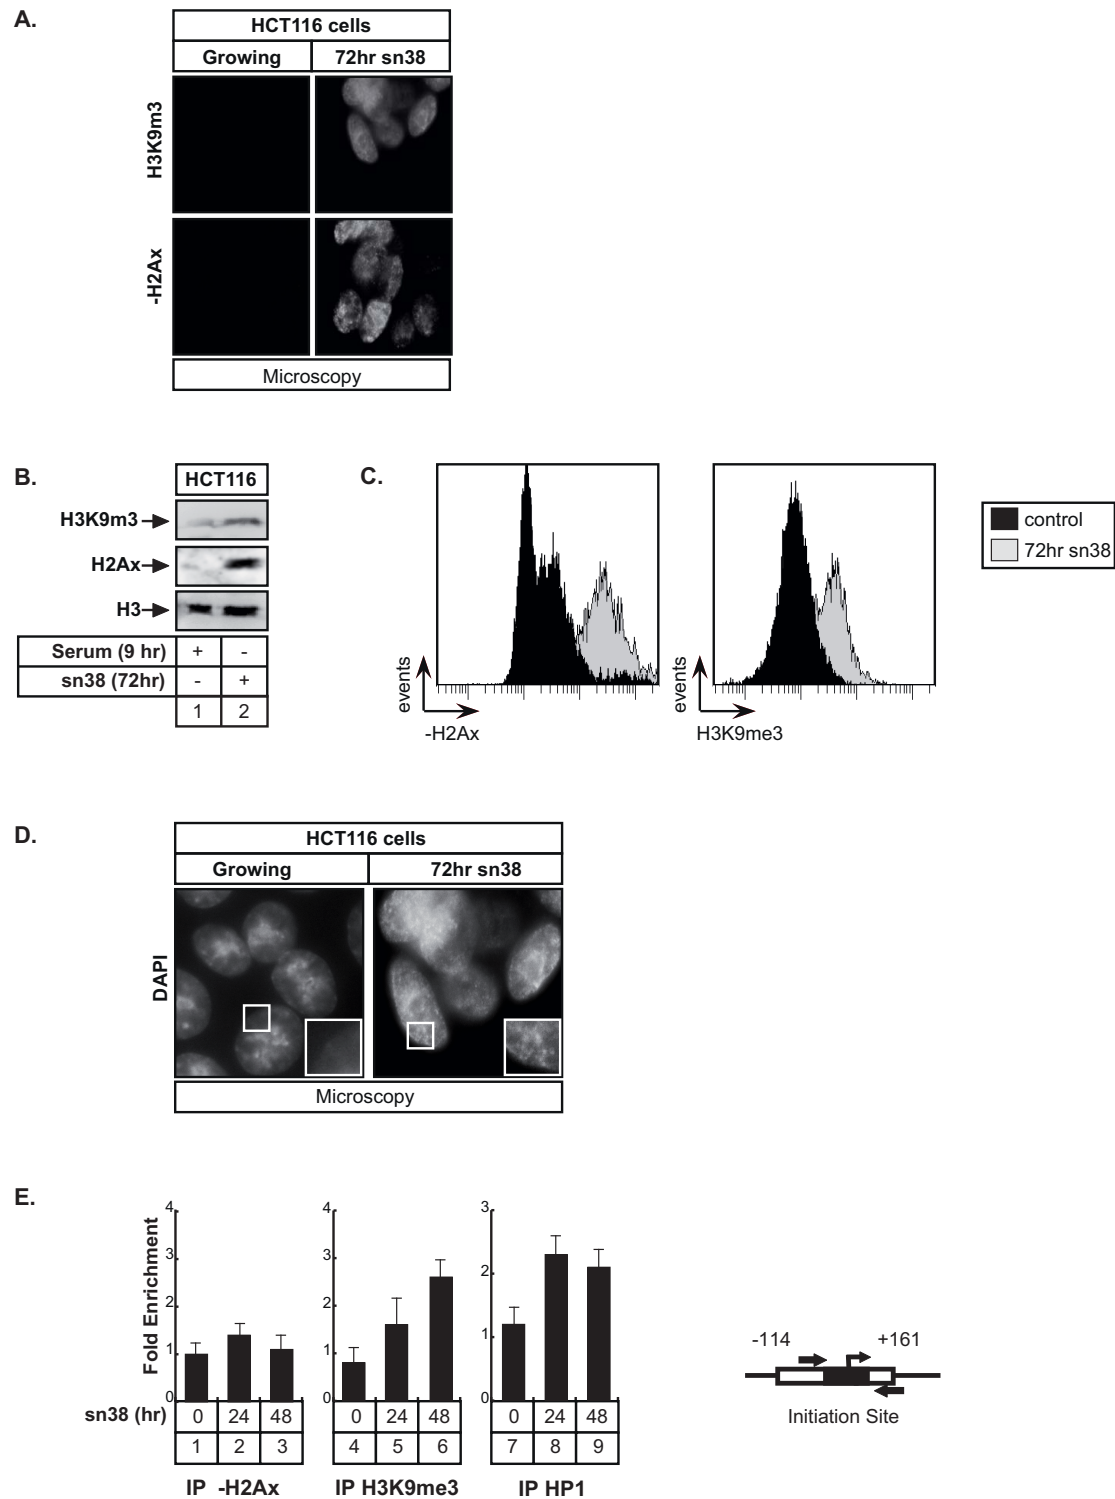 A.
HCT116 cells
Growing 72hr sn38
H3K9m3
-H2Ax
Microscopy
B.
HCT116
H3K9m3
H2Ax
H3
Serum (9 hr) + -
sn38 (72hr) - +
1 2
C.
events
-H2Ax
events
H3K9me3
control
72hr sn38
D.
HCT116 cells
Growing 72hr sn38
DAPI
Microscopy
E.
Fold Enrichment
4
3
2
1
0
4
3
2
1
0
3
2
1
0
sn38 (hr) 0 24 48 0 24 48 0 24 48
1 2 3 4 5 6 7 8 9
IP -H2Ax IP H3K9me3 IP HP1
-114 +161
Initiation Site